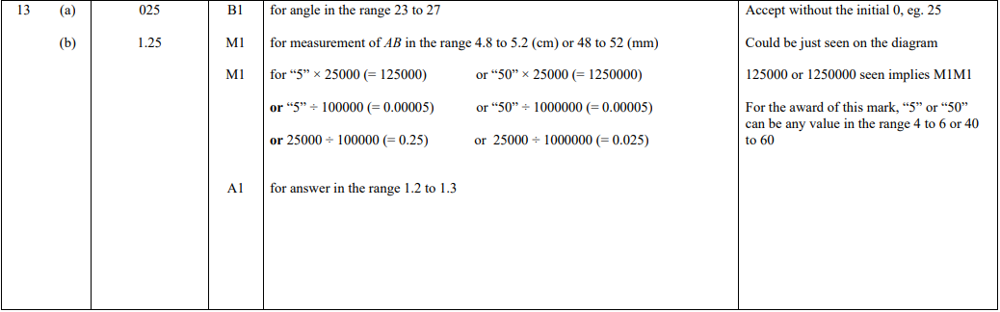 13 (a) 025 B1 for angle in the range 23 to 27 Accept without the initial 0, eg. 25
(b) 1.25 M1 for measurement of AB in the range 4.8 to 5.2 (cm) or 48 to 52 (mm) Could be just seen on the diagram
M1 for “5” × 25000 (= 125000) or “50” × 25000 (= 1250000) 125000 or 1250000 seen implies M1M1
or “5” ÷ 100000 (= 0.00005) or “50” ÷ 1000000 (= 0.00005) For the award of this mark, “5” or “50”
can be any value in the range 4 to 6 or 40
or 25000 ÷ 100000 (= 0.25) or 25000 ÷ 1000000 (= 0.025) to 60
A1 for answer in the range 1.2 to 1.3